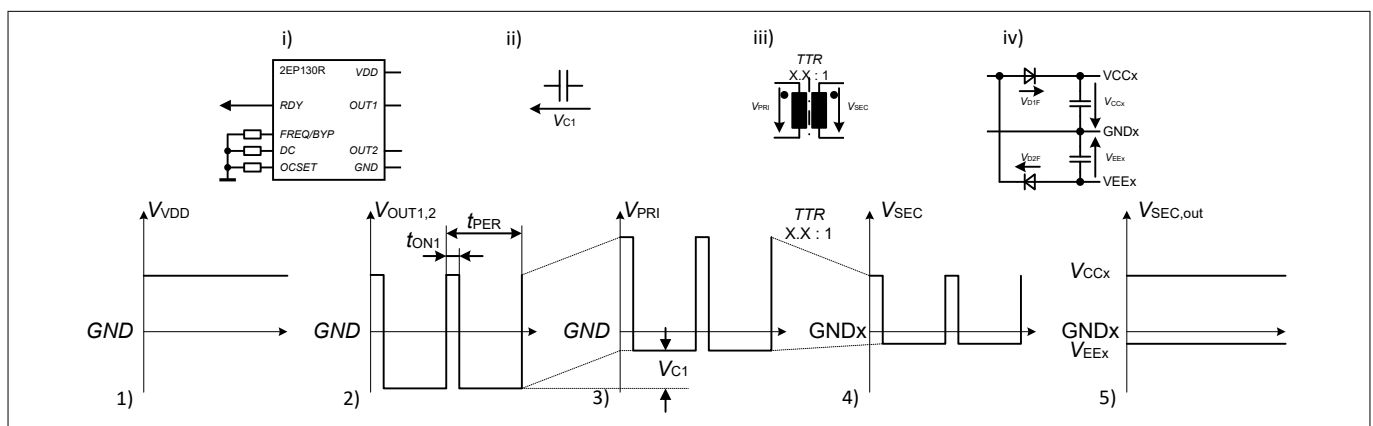 i)
ii)
iii)
iv)
2EP130R
VDD
RDY
OUT1
FREQ/BYP
DC
OUT2
OCSET
GND
VC1
TTR
X.X : 1
VPRI
VSEC
VD1F
VCCx
VCCx
GNDx
VD2F
VEEx
VEEx
VVDD
GND
1)
VOUT1,2
tPER
tON1
GND
2)
VPRI
GND
VC1
3)
TTR
X.X : 1
VSEC
GNDx
4)
VSEC,out
VCCx
GNDx
VEEx
5)